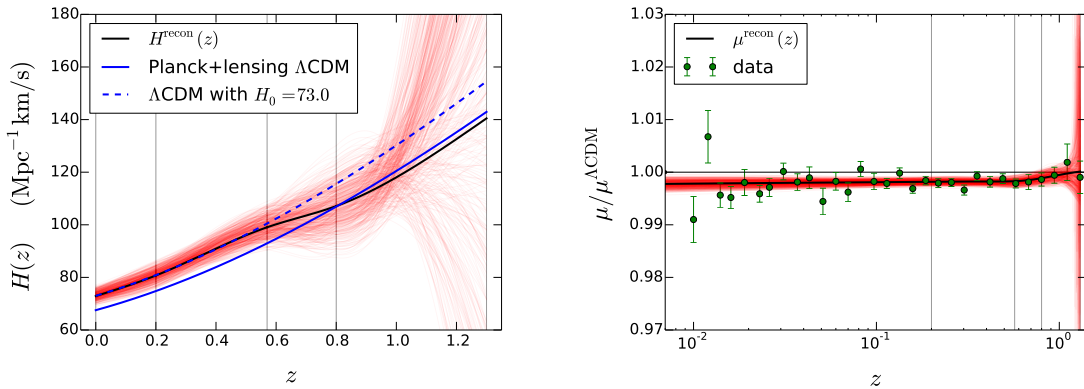 180
160
140
120
100
80
60
H(z) (Mpc⁻¹ km/s)
H^recon (z)
Planck+lensing ΛCDM
ΛCDM with H₀ =73.0
0.0 0.2 0.4 0.6 0.8 1.0 1.2
z
1.03
1.02
1.01
1.00
0.99
0.98
0.97
μ/μ^ΛCDM
μ^recon (z)
data
10⁻² 10⁻¹ 10⁰
z